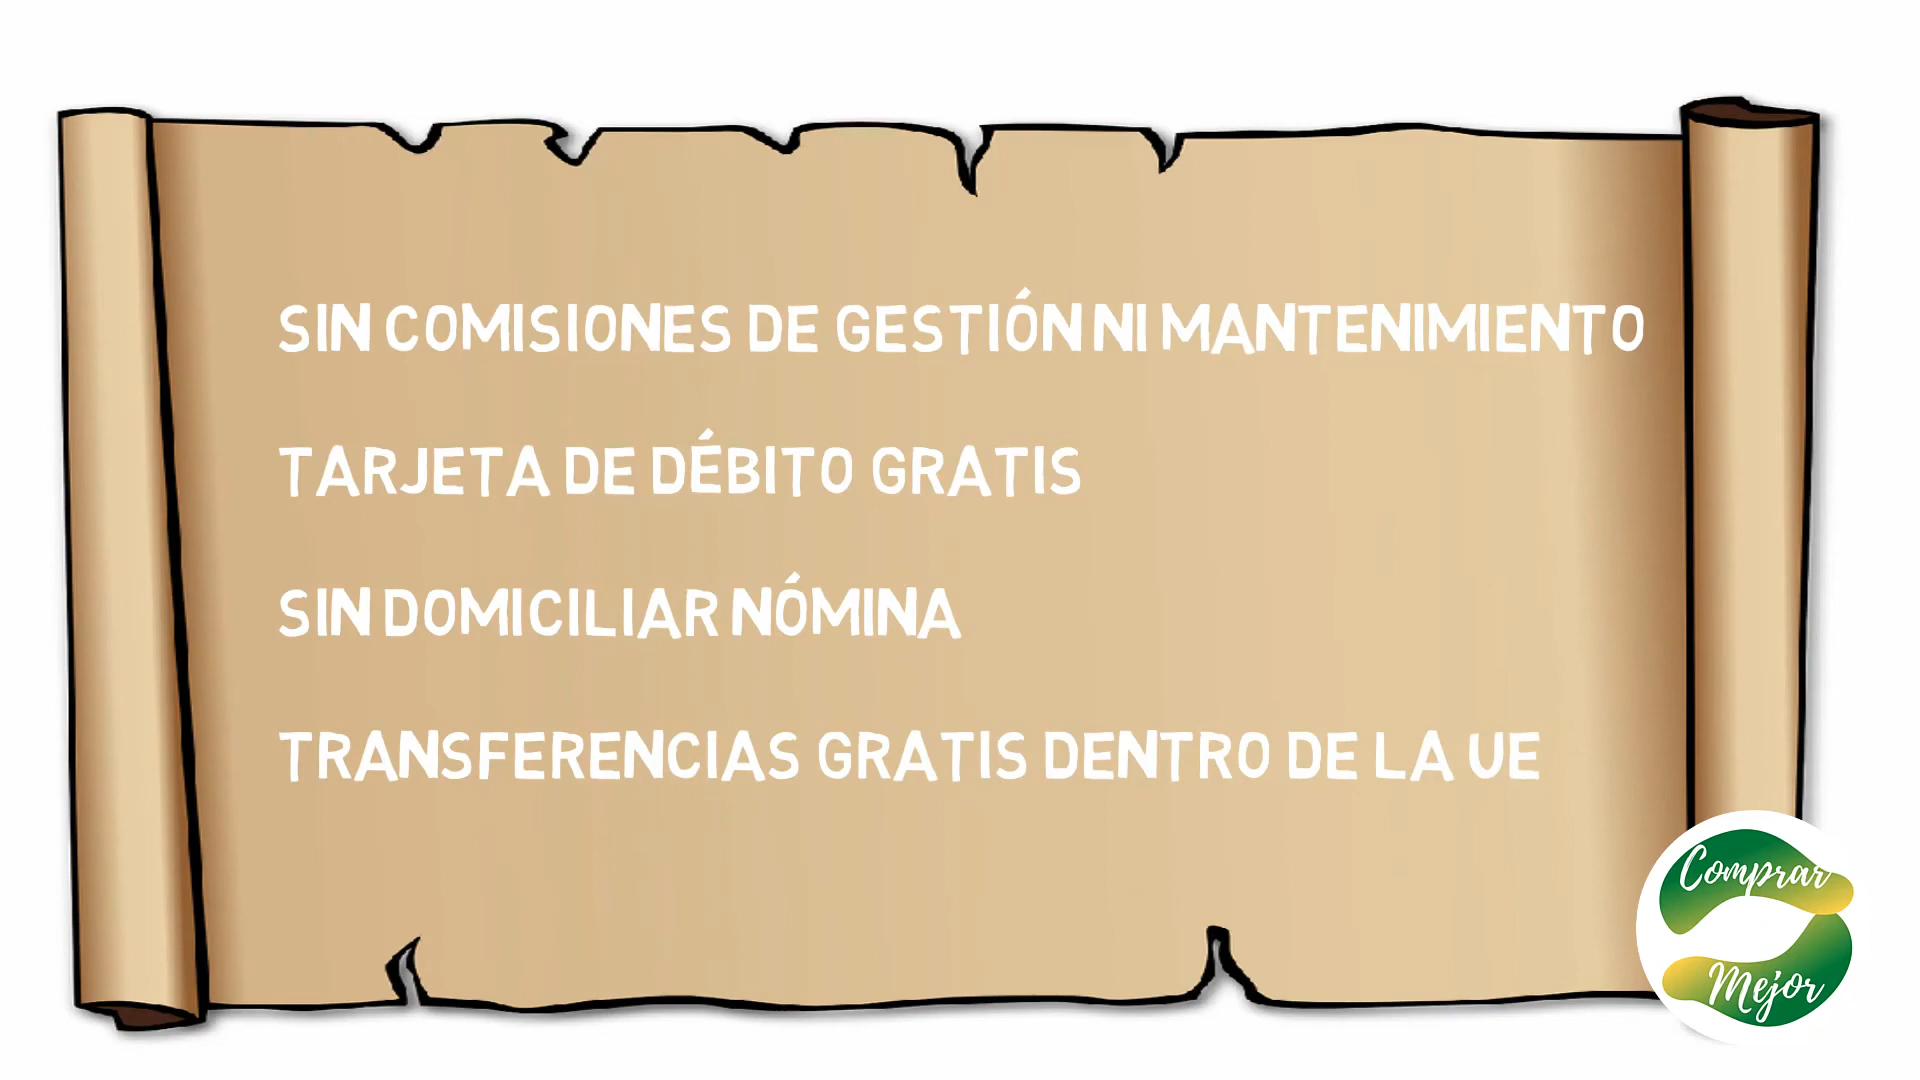 SIN COMISIONES DE GESTIÓN NI MANTENIMIENTO
TARJETA DE DÉBITO GRATIS
SIN DOMICILIAR NÓMINA
TRANSFERENCIAS GRATIS DENTRO DE LA UE
Comprar
Mejor